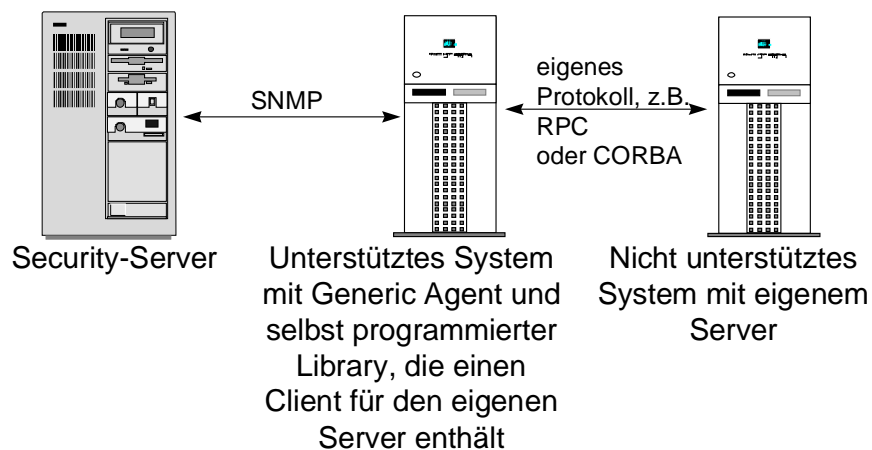 SNMP
eigenes
Protokoll, z.B.
RPC
oder CORBA
Security-Server
Unterstütztes System
mit Generic Agent und
selbst programmierter
Library, die einen
Client für den eigenen
Server enthält
Nicht unterstütztes
System mit eigenem
Server